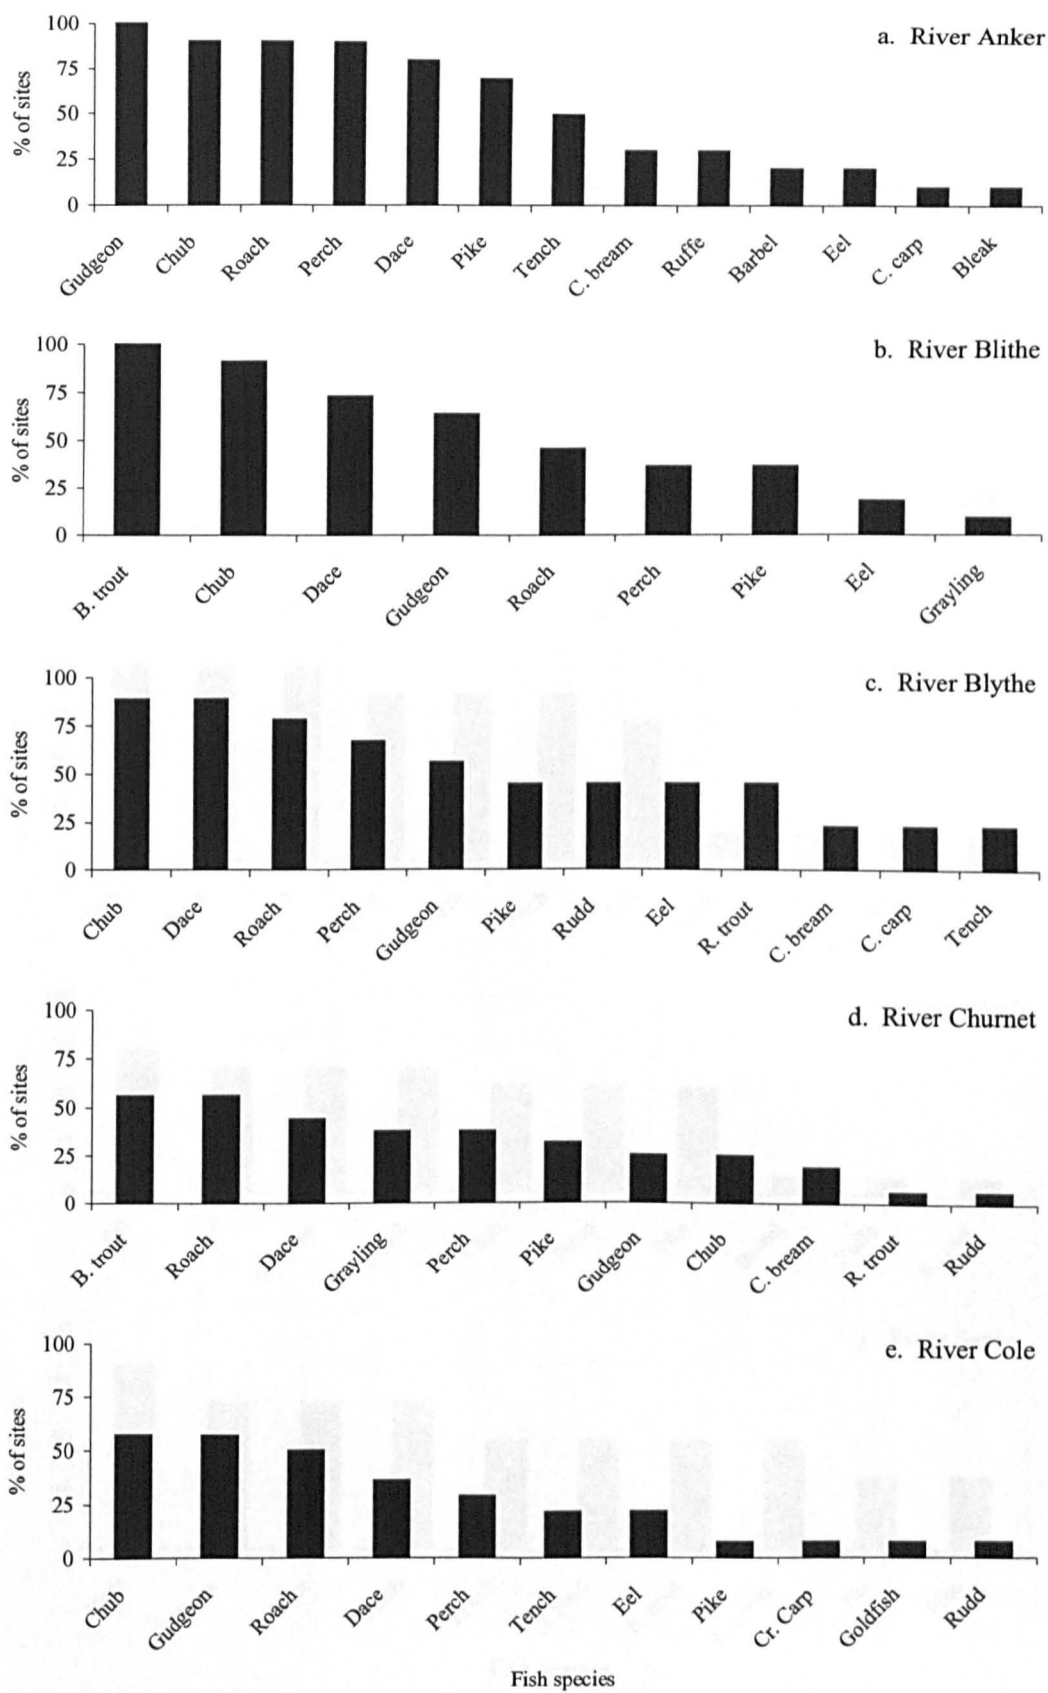 a. River Anker
% of sites
100
75
50
25
0
Gudgeon Chub Roach Perch Dace Pike Tench C. bream Ruffe Barbel Eel C. carp Bleak
b. River Blithe
% of sites
100
75
50
25
0
B. trout Chub Dace Gudgeon Roach Perch Pike Eel Grayling
c. River Blythe
% of sites
100
75
50
25
0
Chub Dace Roach Perch Gudgeon Pike Rudd Eel R. trout C. bream C. carp Tench
d. River Churnet
% of sites
100
75
50
25
0
B. trout Roach Dace Grayling Perch Pike Gudgeon Chub C. bream R. trout Rudd
e. River Cole
% of sites
100
75
50
25
0
Chub Gudgeon Roach Dace Perch Tench Eel Pike Cr. Carp Goldfish Rudd
Fish species